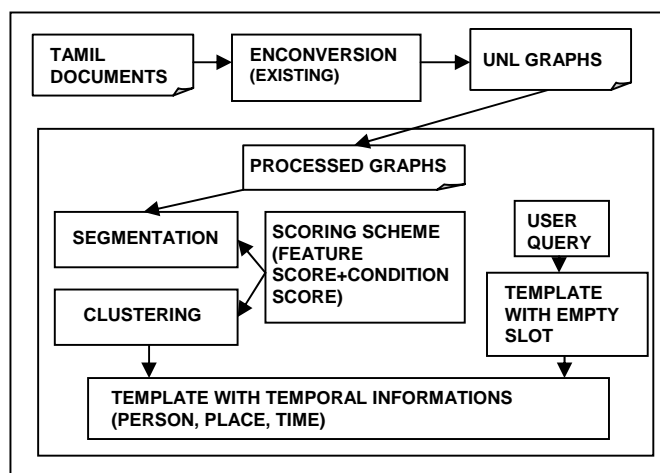 TAMIL
DOCUMENTS
ENCONVERSION
(EXISTING)
UNL GRAPHS
PROCESSED GRAPHS
SEGMENTATION
SCORING SCHEME
(FEATURE
SCORE+CONDITION
SCORE)
USER
QUERY
CLUSTERING
TEMPLATE
WITH EMPTY
SLOT
TEMPLATE WITH TEMPORAL INFORMATIONS
(PERSON, PLACE, TIME)